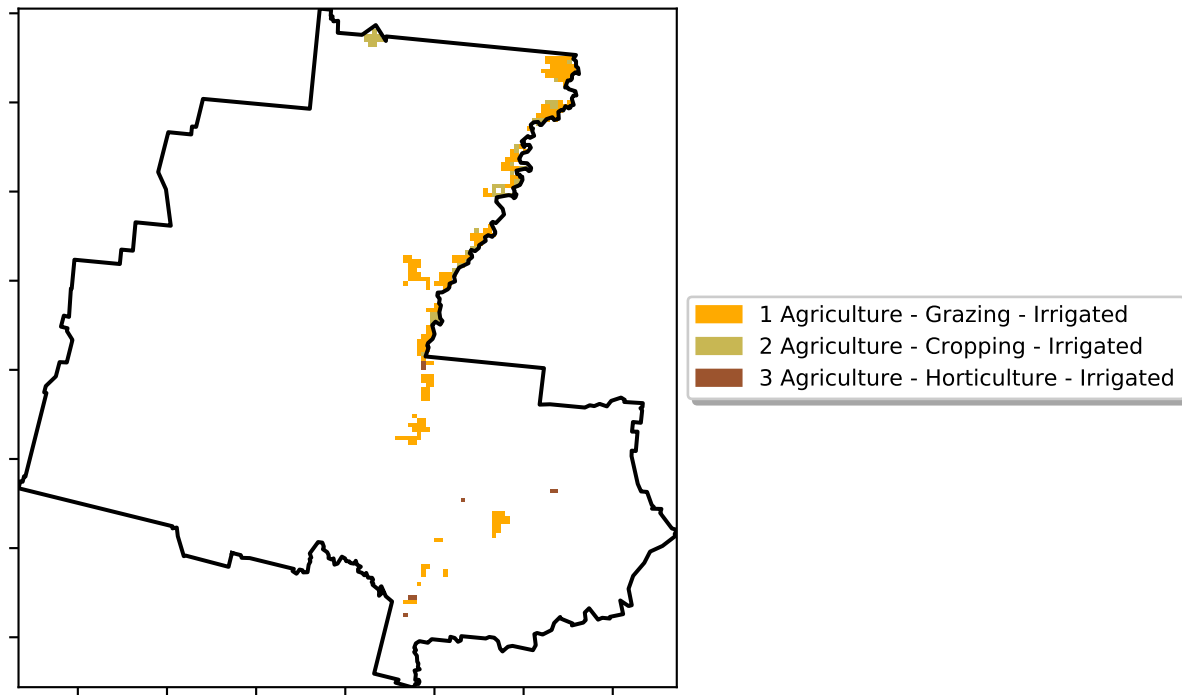 1 Agriculture - Grazing - Irrigated
2 Agriculture - Cropping - Irrigated
3 Agriculture - Horticulture - Irrigated